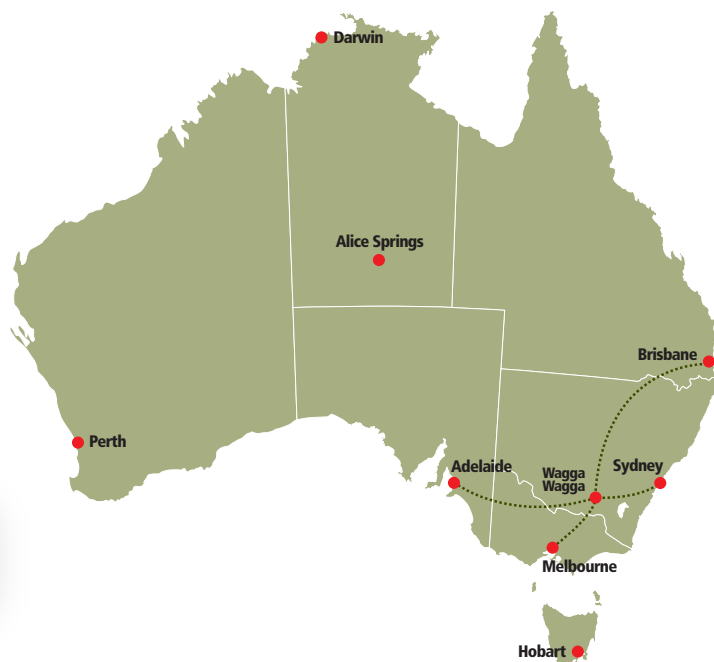 Darwin
Alice Springs
Brisbane
Perth
Adelaide
Wagga
Wagga
Sydney
Melbourne
Hobart